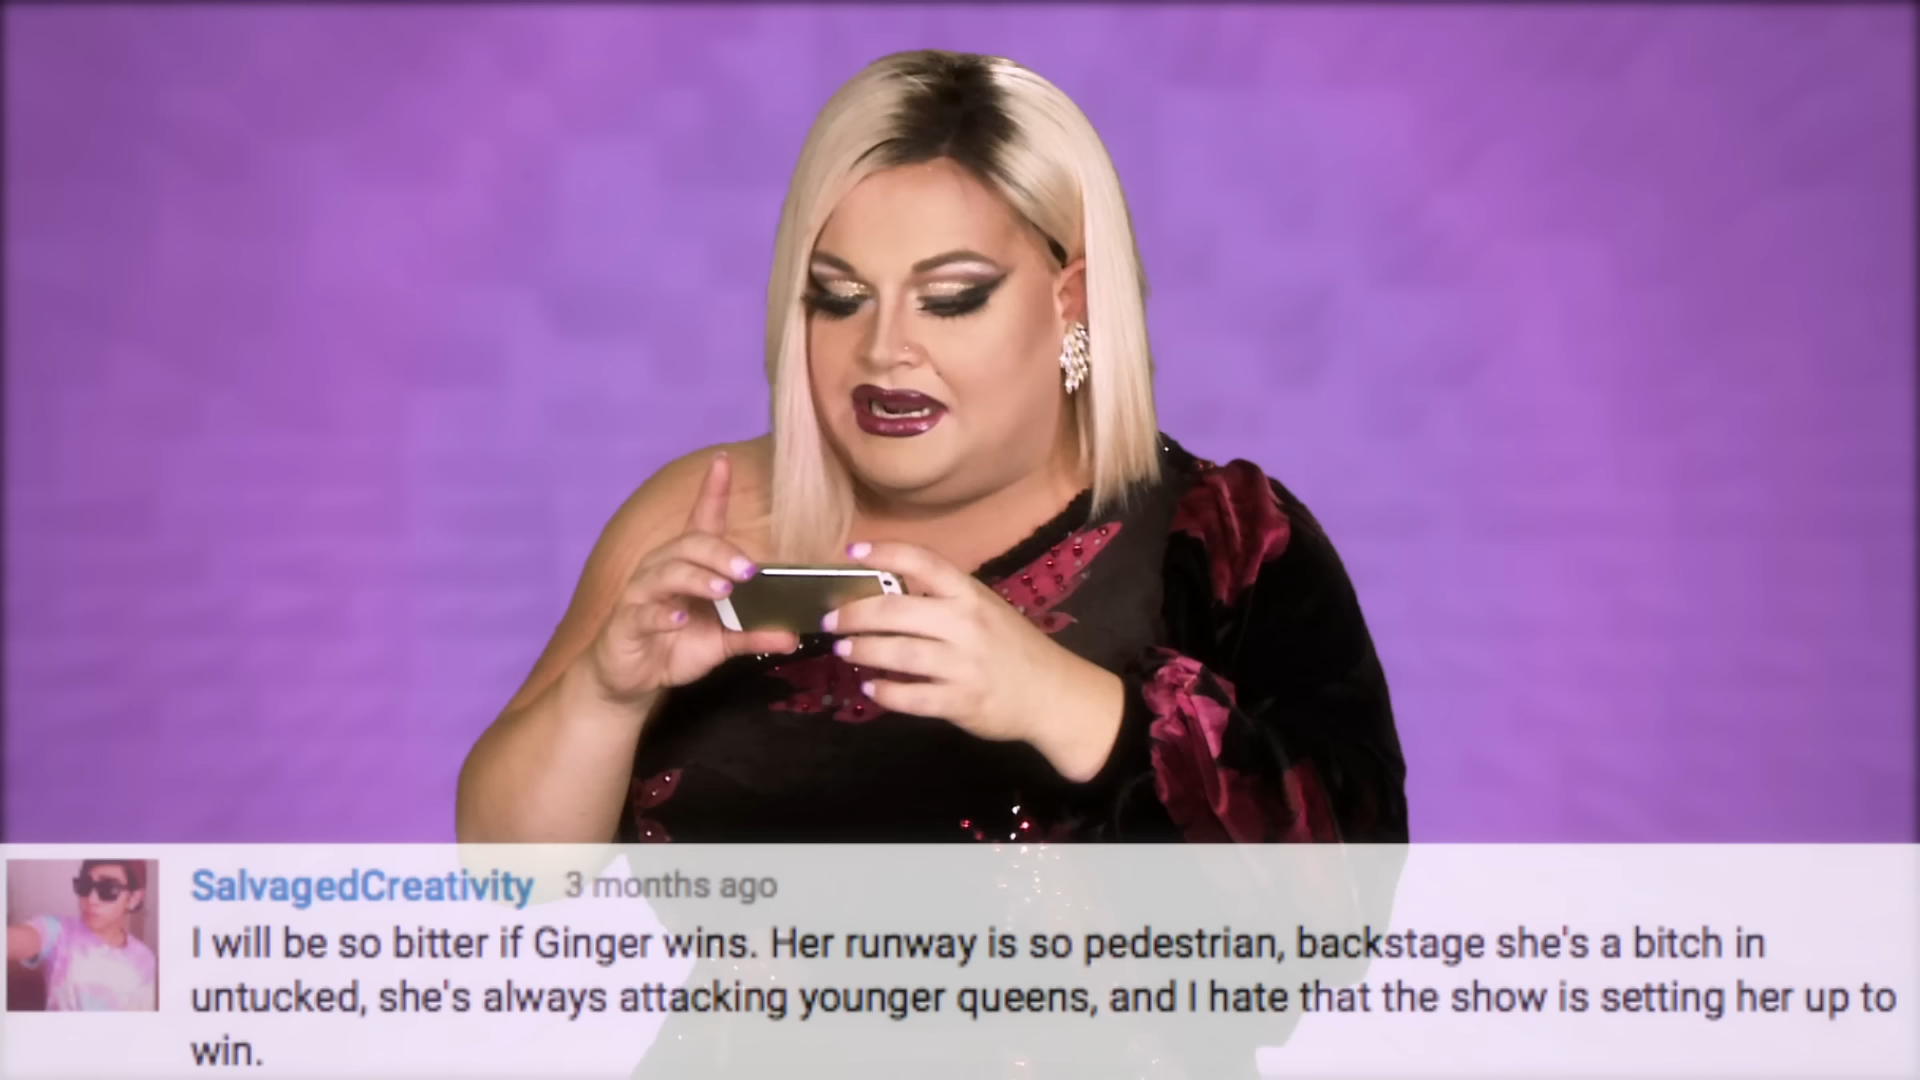 SalvagedCreativity 3 months ago
I will be so bitter if Ginger wins. Her runway is so pedestrian, backstage she's a bitch in
untucked, she's always attacking younger queens, and I hate that the show is setting her up to
win.